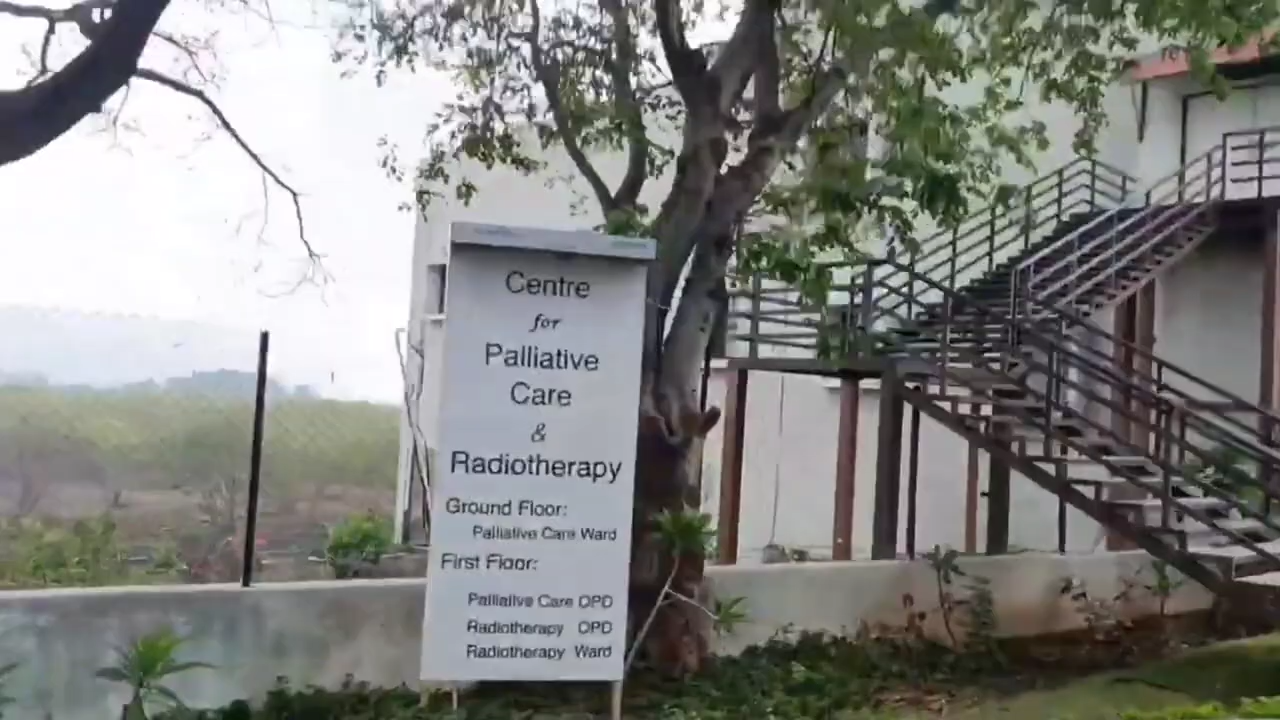 Centre
for
Palliative
Care
&
Radiotherapy
Ground Floor:
Palliative Care Ward
First Floor:
Palliative Care OPD
Radiotherapy OPD
Radiotherapy Ward